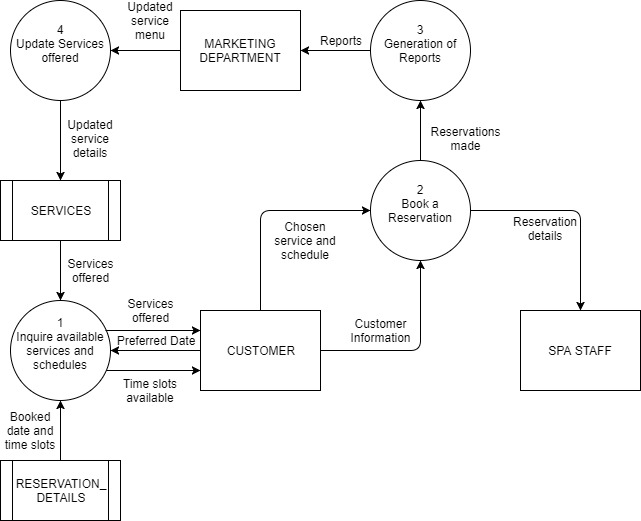 4
Update Services
offered
Updated
service
menu
MARKETING
DEPARTMENT
Reports
3
Generation of
Reports
Updated
service
details
Reservations
made
SERVICES
2
Book a
Reservation
Chosen
service and
schedule
Reservation
details
Services
offered
1
Inquire available
services and
schedules
Services
offered
Preferred Date
Time slots
available
CUSTOMER
Customer
Information
SPA STAFF
Booked
date and
time slots
RESERVATION_
DETAILS